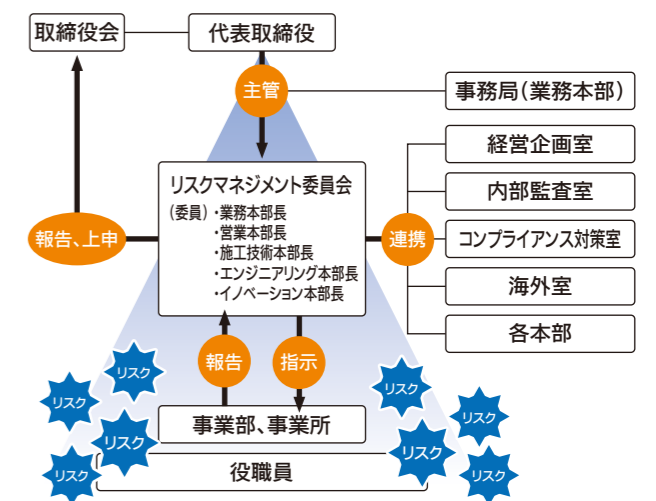 取締役会
代表取締役
主管
事務局（業務本部）
経営企画室
内部監査室
コンプライアンス対策室
海外室
各本部
連携
リスクマネジメント委員会
（委員）・業務本部長
・営業本部長
・施工技術本部長
・エンジニアリング本部長
・イノベーション本部長
報告、上申
報告
指示
事業部、事業所
役職員
リスク
リスク
リスク
リスク
リスク
リスク
リスク
リスク